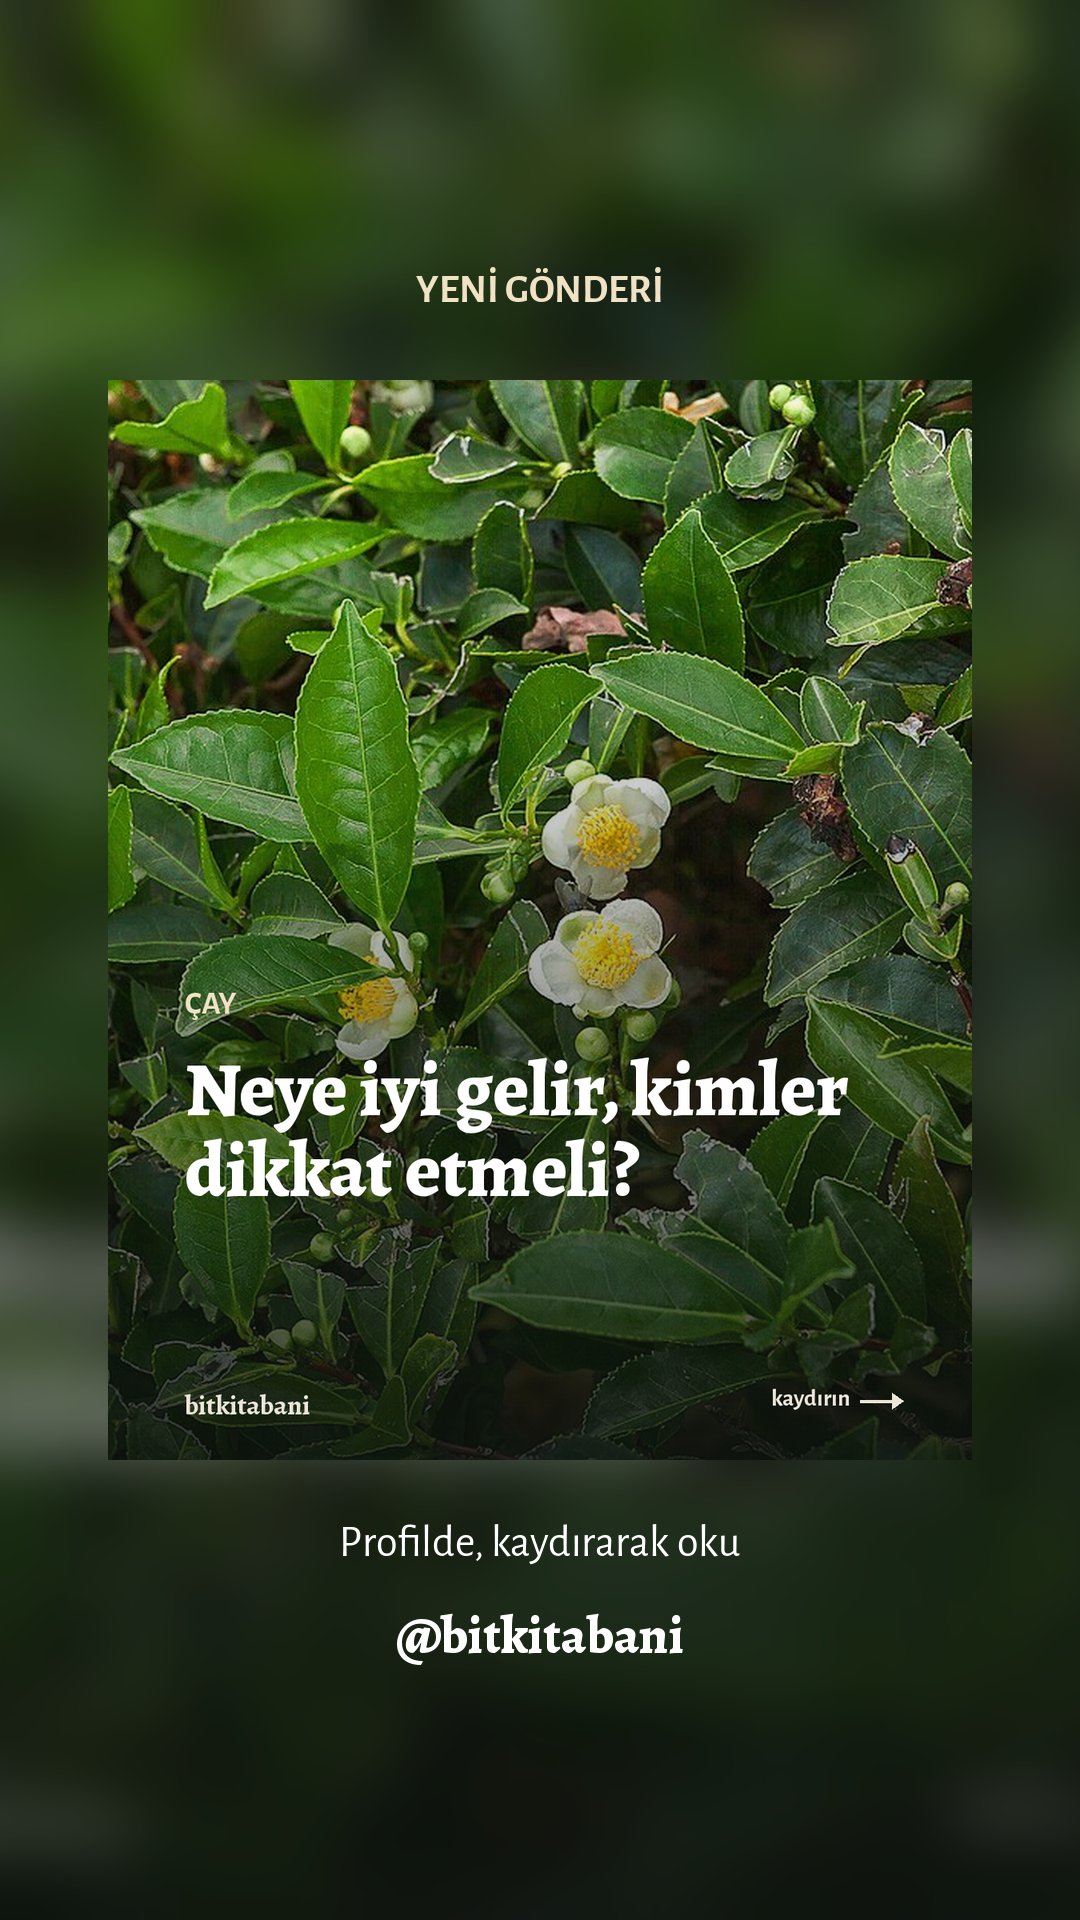 YENİ GÖNDERİ
ÇAY
Neye iyi gelir, kimler
dikkat etmeli?
bitkitabani
kaydırın
Profilde, kaydırarak oku
@bitkitabani